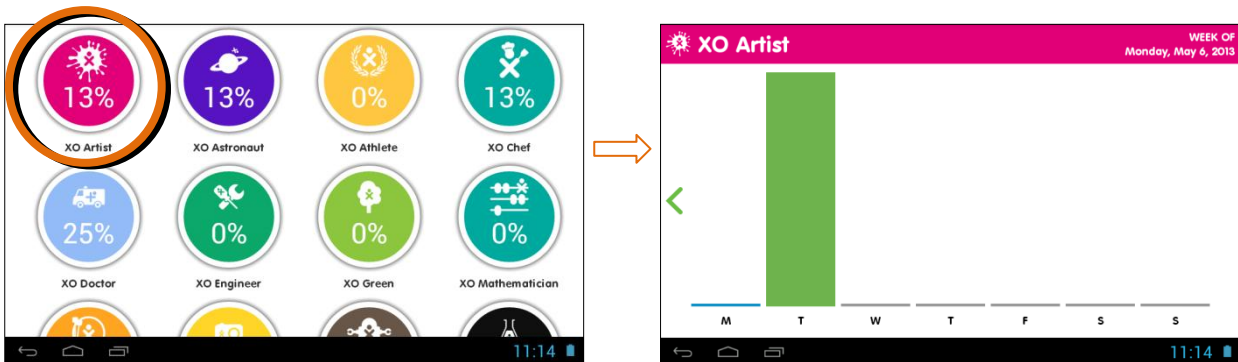 13%
13%
0%
13%
XO Artist
XO Astronaut
XO Athlete
XO Chef
25%
0%
0%
0%
XO Doctor
XO Engineer
XO Green
XO Mathematician
11:14
XO Artist
WEEK OF
Monday, May 6, 2013
M
T
W
T
F
S
S
11:14